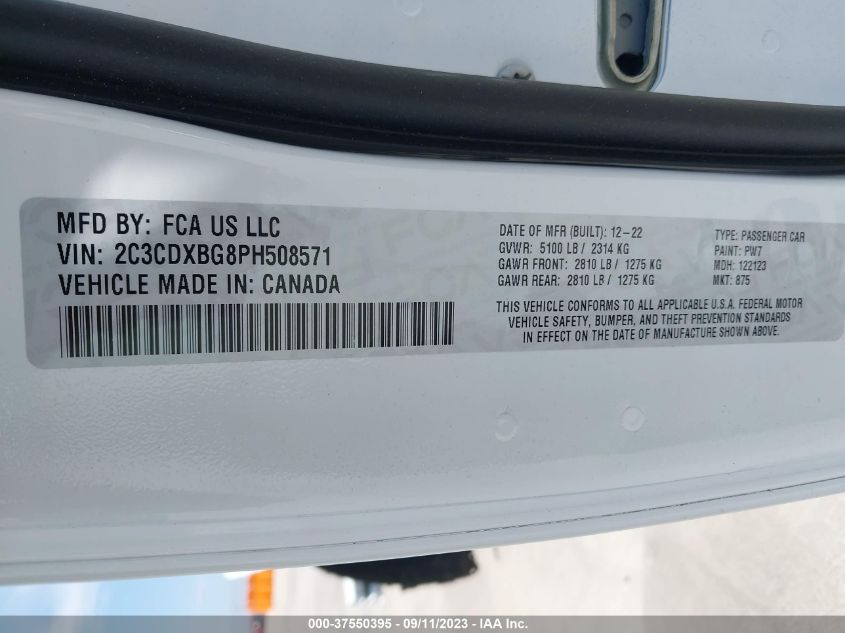 MFD BY: FCA US LLC
VIN: 2C3CDXBG8PH508571
VEHICLE MADE IN: CANADA
DATE OF MFR (BUILT): 12-22
GVWR: 5100 LB / 2314 KG
GAWR FRONT: 2810 LB / 1275 KG
GAWR REAR: 2810 LB / 1275 KG
TYPE: PASSENGER CAR
PAINT: PW7
MDH: 122123
MKT: 875
THIS VEHICLE CONFORMS TO ALL APPLICABLE U.S.A. FEDERAL MOTOR
VEHICLE SAFETY, BUMPER, AND THEFT PREVENTION STANDARDS
IN EFFECT ON THE DATE OF MANUFACTURE SHOWN ABOVE.
000-37550395 - 09/11/2023 - IAA Inc.